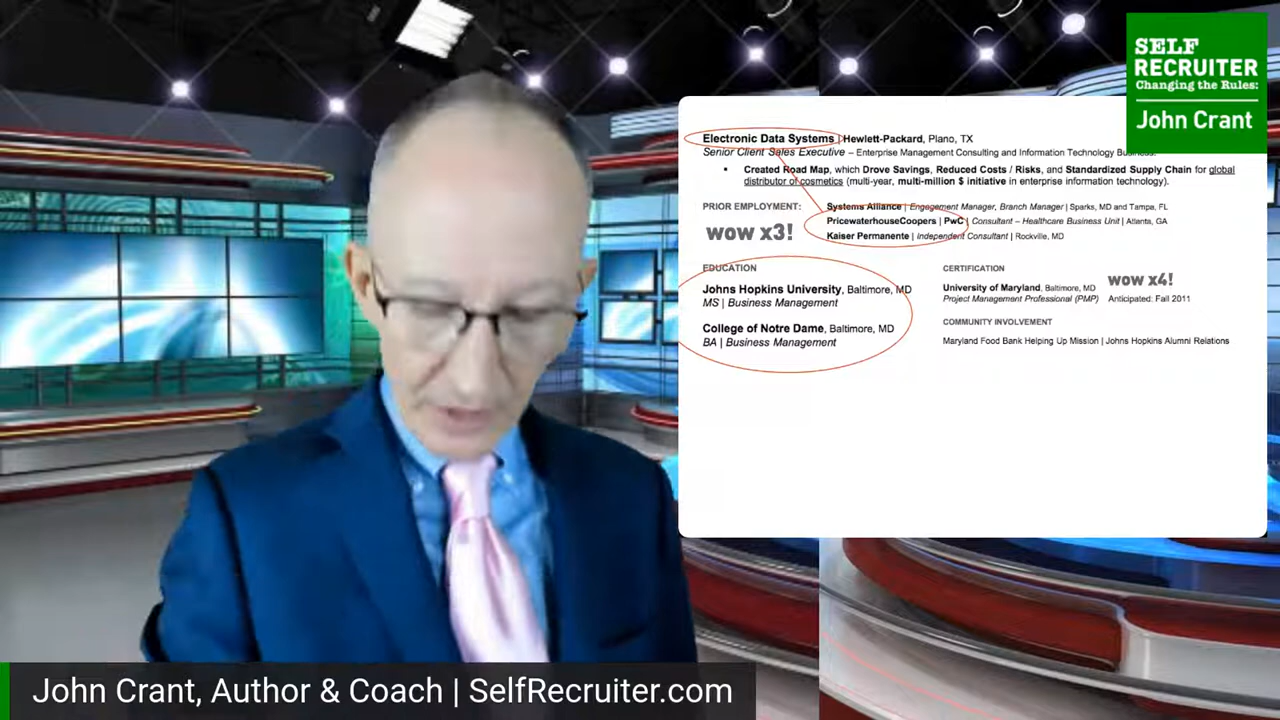 SELF
RECRUITER
Changing the Rules:
John Crant
Electronic Data Systems | Hewlett-Packard, Plano, TX
Senior Client Sales Executive – Enterprise Management Consulting and Information Technology
▪ Created Road Map, which Drove Savings, Reduced Costs / Risks, and Standardized Supply Chain for global
distributor of cosmetics (multi-year, multi-million $ initiative in enterprise information technology).
PRIOR EMPLOYMENT: Systems Alliance | Engagement Manager, Branch Manager | Sparks, MD and Tampa, FL
PricewaterhouseCoopers | PwC | Consultant – Healthcare Business Unit | Atlanta, GA
wow x3!
Kaiser Permanente | Independent Consultant | Rockville, MD
EDUCATION
Johns Hopkins University, Baltimore, MD
MS | Business Management
College of Notre Dame, Baltimore, MD
BA | Business Management
CERTIFICATION
wow x4!
University of Maryland, Baltimore, MD
Project Management Professional (PMP) Anticipated: Fall 2011
COMMUNITY INVOLVEMENT
Maryland Food Bank Helping Up Mission | Johns Hopkins Alumni Relations
John Crant, Author & Coach | SelfRecruiter.com